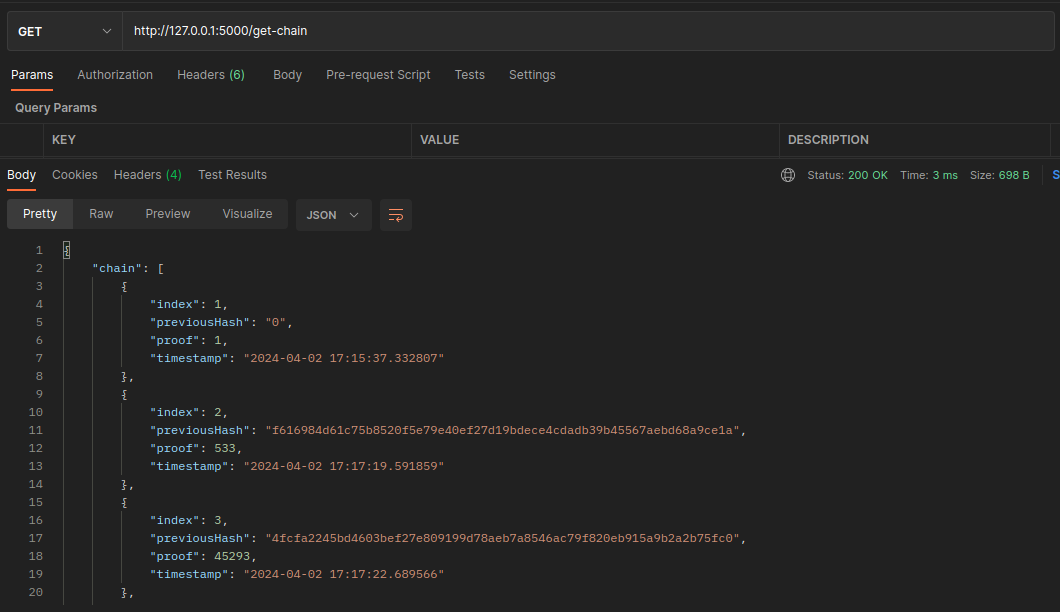 GET http://127.0.0.1:5000/get-chain
Params Authorization Headers (6) Body Pre-request Script Tests Settings
Query Params
KEY VALUE DESCRIPTION
Body Cookies Headers (4) Test Results Status: 200 OK Time: 3 ms Size: 698 B S
Pretty Raw Preview Visualize JSON
1 {
2 "chain": [
3 {
4 "index": 1,
5 "previousHash": "0",
6 "proof": 1,
7 "timestamp": "2024-04-02 17:15:37.332807"
8 },
9 {
10 "index": 2,
11 "previousHash": "f616984d61c75b8520f5e79e40ef27d19bdece4cdadb39b45567aebd68a9ce1a",
12 "proof": 533,
13 "timestamp": "2024-04-02 17:17:19.591859"
14 },
15 {
16 "index": 3,
17 "previousHash": "4fcfa2245bd4603bef27e809199d78aeb7a8546ac79f820eb915a9b2a2b75fc0",
18 "proof": 45293,
19 "timestamp": "2024-04-02 17:17:22.689566"
20 },